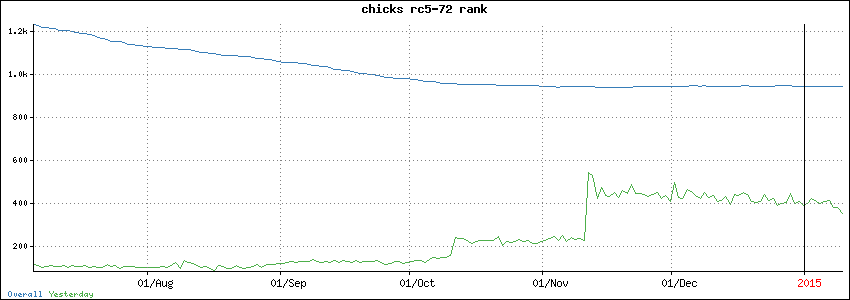 chicks rc5-72 rank
1.2k
1.0k
800
600
400
200
01/Aug 01/Sep 01/Oct 01/Nov 01/Dec 2015
Overall Yesterday